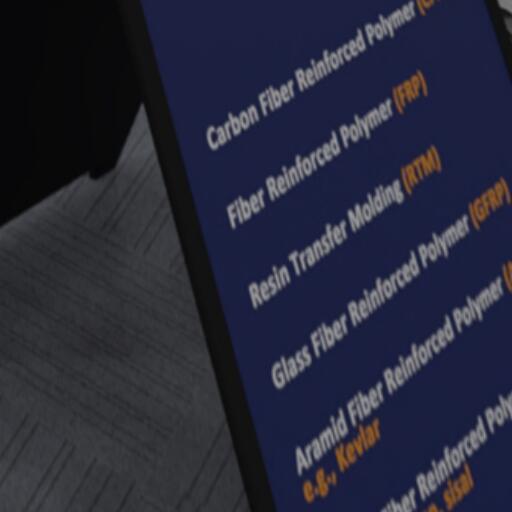 Carbon Fiber Reinforced Polymer
Fiber Reinforced Polymer (FRP)
Resin Transfer Molding (RTM)
Glass Fiber Reinforced Polymer (GFRP)
Aramid Fiber Reinforced Polymer
e.g., Kevlar
Reinforced
sisal